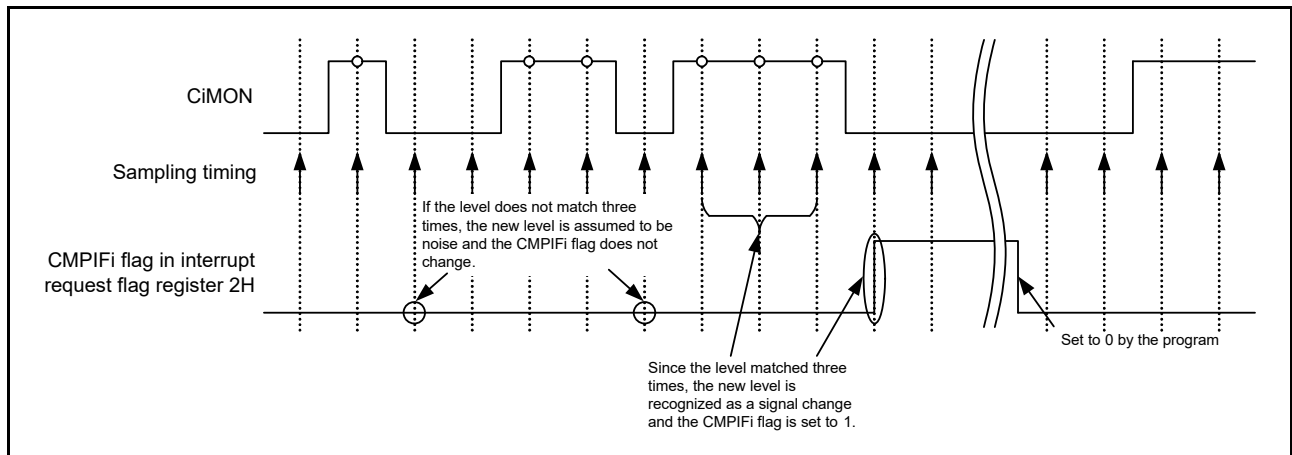 CiMON
Sampling timing
If the level does not match three
times, the new level is assumed to be
noise and the CMPIFi flag does not
change.
CMPIFi flag in interrupt
request flag register 2H
Set to 0 by the program
Since the level matched three
times, the new level is
recognized as a signal change
and the CMPIFi flag is set to 1.